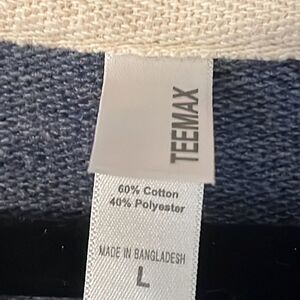 TEEMAX
60% Cotton
40% Polyester
MADE IN BANGLADESH
L